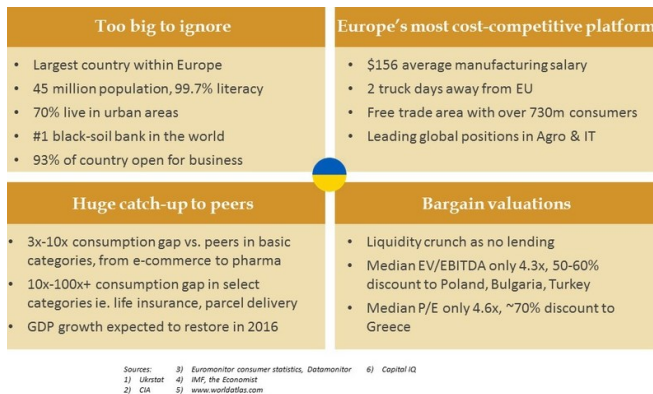 Too big to ignore
• Largest country within Europe
• 45 million population, 99.7% literacy
• 70% live in urban areas
• #1 black-soil bank in the world
• 93% of country open for business
Europe's most cost-competitive platform
• $156 average manufacturing salary
• 2 truck days away from EU
• Free trade area with over 730m consumers
• Leading global positions in Agro & IT
Huge catch-up to peers
• 3x-10x consumption gap vs. peers in basic
categories, from e-commerce to pharma
• 10x-100x+ consumption gap in select
categories ie. life insurance, parcel delivery
• GDP growth expected to restore in 2016
Bargain valuations
• Liquidity crunch as no lending
• Median EV/EBITDA only 4.3x, 50-60%
discount to Poland, Bulgaria, Turkey
• Median P/E only 4.6x, ~70% discount to
Greece
Sources: 3) Euromonitor consumer statistics, Datamonitor 6) Capital IQ
1) Ukrstat 4) IMF, the Economist
2) CIA 5) www.worldatlas.com